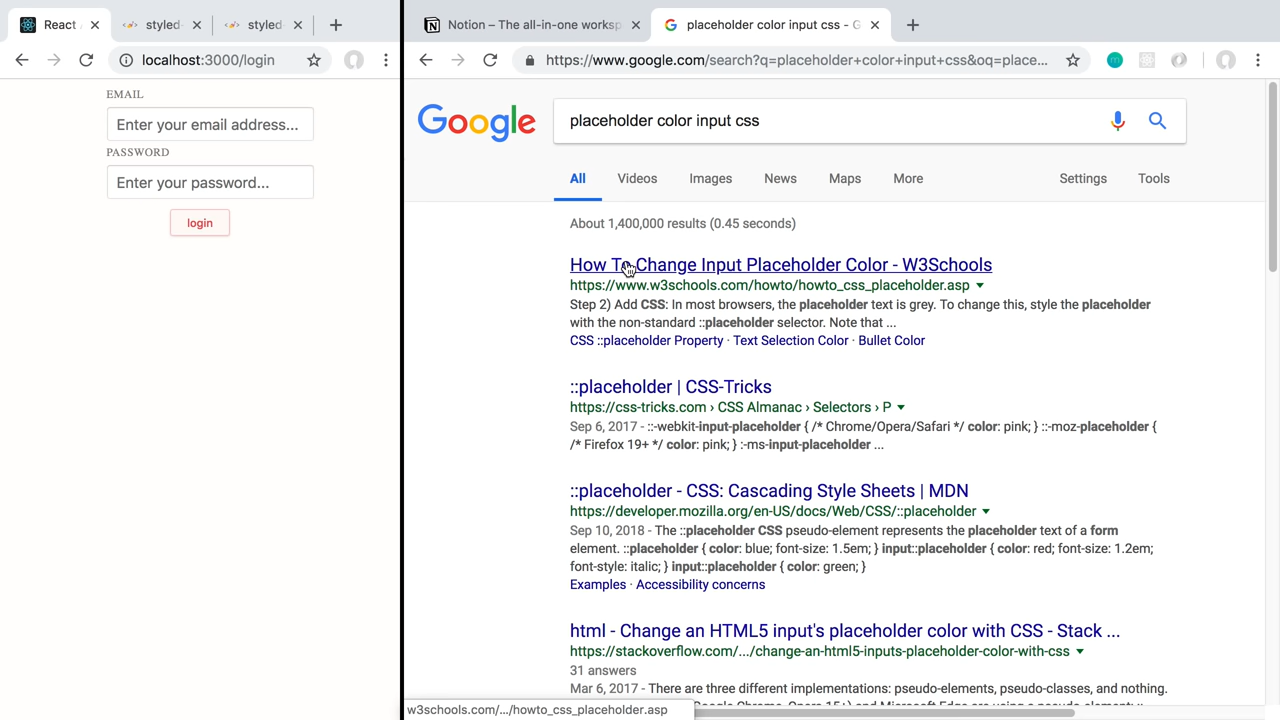 React A
styled-
styled-
localhost:3000/login
EMAIL
Enter your email address...
PASSWORD
Enter your password...
login
Notion – The all-in-one worksp
placeholder color input css - G
https://www.google.com/search?q=placeholder+color+input+css&oq=place...
m
Google
placeholder color input css
All
Videos
Images
News
Maps
More
Settings
Tools
About 1,400,000 results (0.45 seconds)
How To Change Input Placeholder Color - W3Schools
https://www.w3schools.com/howto/howto_css_placeholder.asp
Step 2) Add CSS: In most browsers, the placeholder text is grey. To change this, style the placeholder
with the non-standard ::placeholder selector. Note that ...
CSS ::placeholder Property · Text Selection Color · Bullet Color
::placeholder | CSS-Tricks
https://css-tricks.com › CSS Almanac › Selectors › P
Sep 6, 2017 - ::-webkit-input-placeholder { /* Chrome/Opera/Safari */ color: pink; } ::-moz-placeholder {
/* Firefox 19+ */ color: pink; } :-ms-input-placeholder ...
::placeholder - CSS: Cascading Style Sheets | MDN
https://developer.mozilla.org/en-US/docs/Web/CSS/::placeholder
Sep 10, 2018 - The ::placeholder CSS pseudo-element represents the placeholder text of a form
element. ::placeholder { color: blue; font-size: 1.5em; } input::placeholder { color: red; font-size: 1.2em;
font-style: italic; } input::placeholder { color: green; }
Examples · Accessibility concerns
html - Change an HTML5 input's placeholder color with CSS - Stack ...
https://stackoverflow.com/.../change-an-html5-inputs-placeholder-color-with-css
31 answers
Mar 6, 2017 - There are three different implementations: pseudo-elements, pseudo-classes, and nothing.
w3schools.com/.../howto_css_placeholder.asp